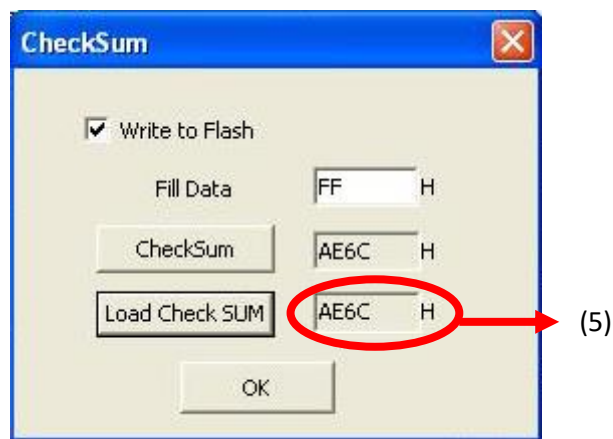 CheckSum
Write to Flash
Fill Data FF H
CheckSum AE6C H
Load Check SUM AE6C H (5)
OK